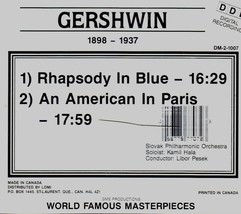 GERSHWIN
D D
DIGITAL
RECORDING
1898 - 1937
DM-2-1007
1) Rhapsody In Blue – 16:29
2) An American In Paris
– 17:59
Slovak Philharmonic Orchestra
Soloist: Kamil Hala
Conductor: Libor Pesek
MADE IN CANADA
DISTRIBUTED BY LDMI
P.O. BOX 1445, ST-LAURENT, QUE., CAN. H4L 4Z1
PRINTED IN CANADA
PRODUCTIONS
WORLD FAMOUS MASTERPIECES